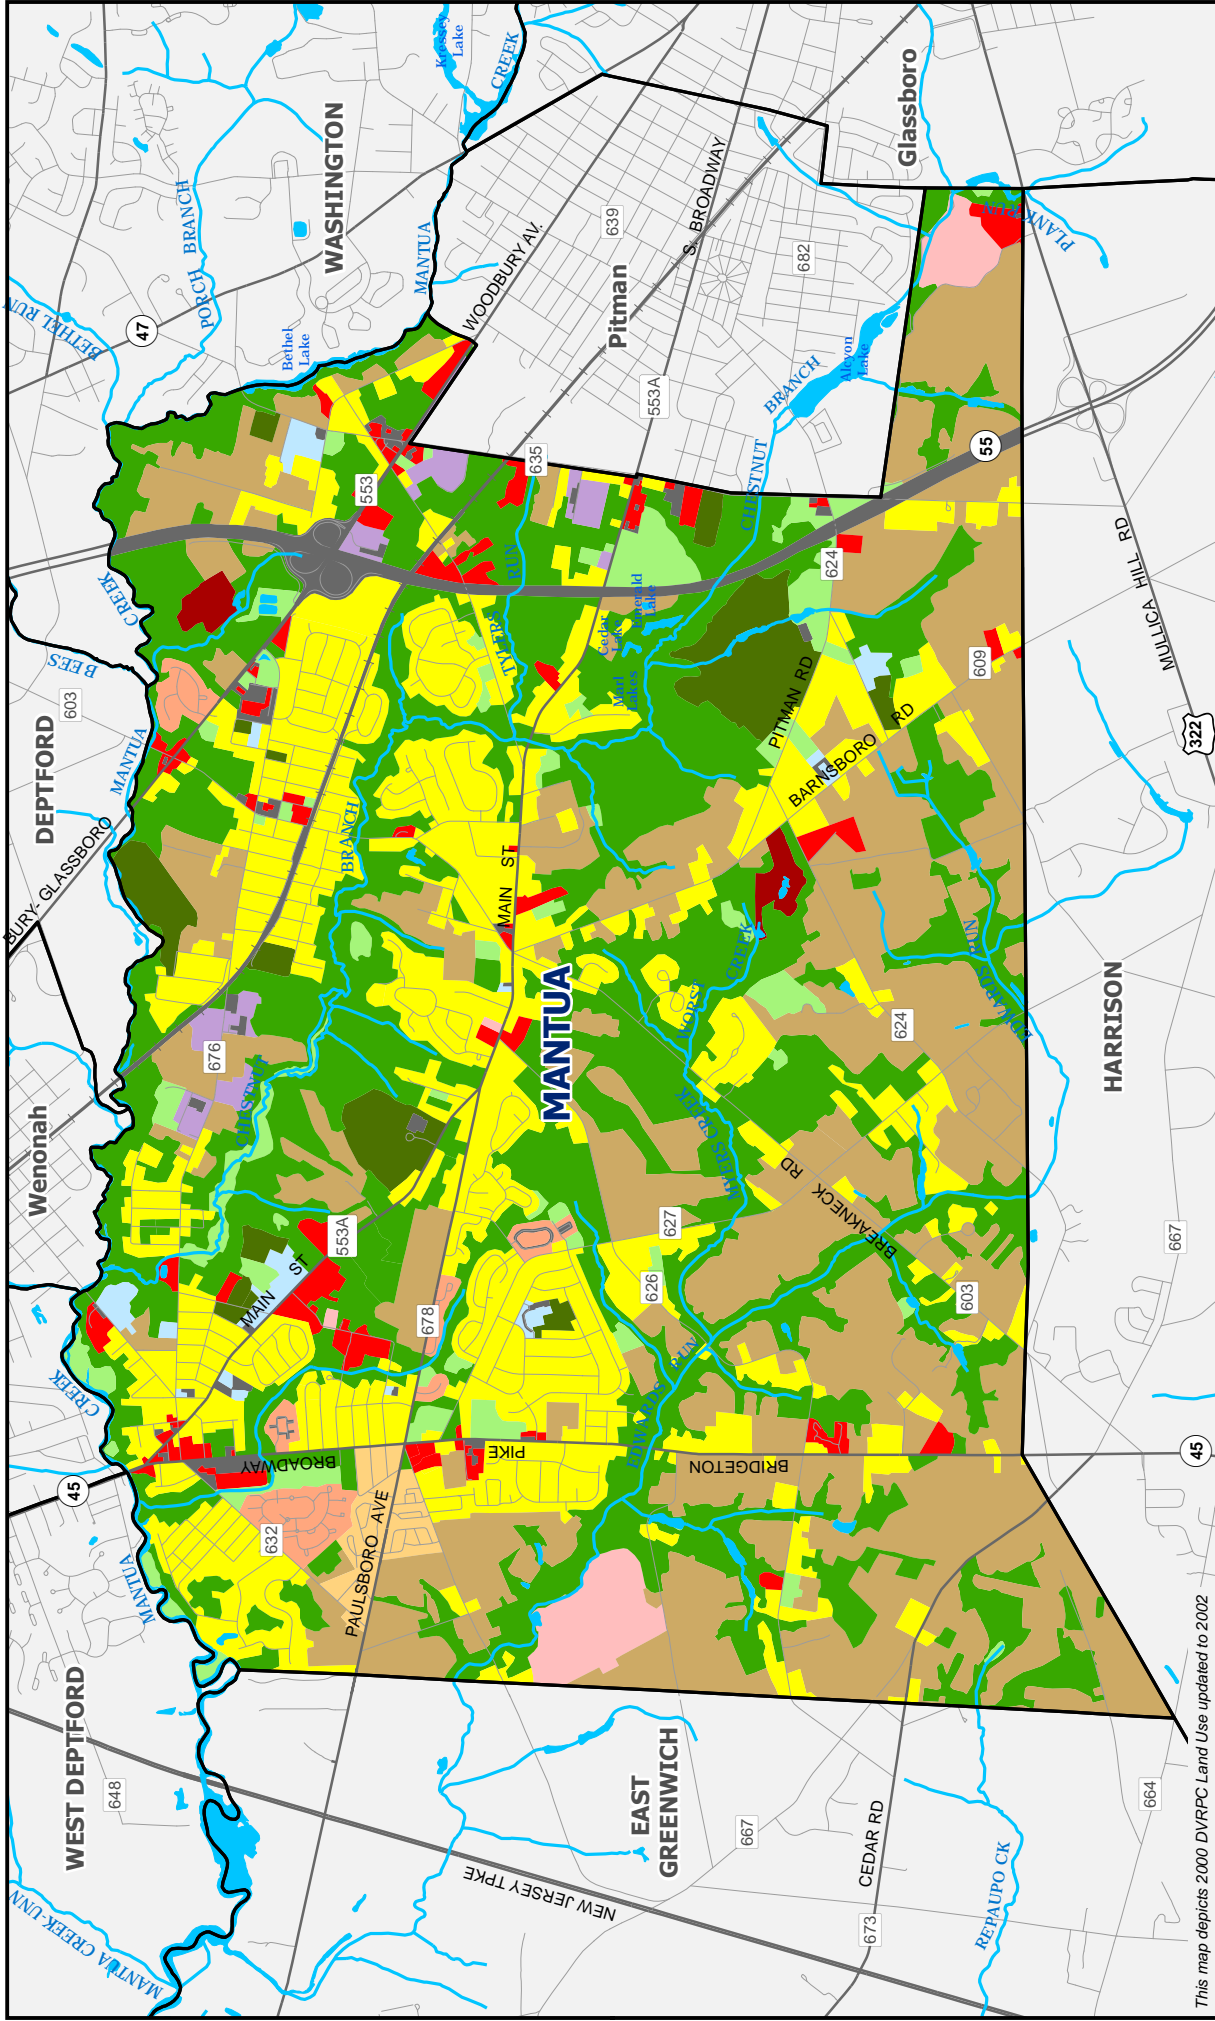 Kressey
Lake
CREEK
Glassboro
WASHINGTON
PORCH BRANCH
BETHEL RUN
47
Bethel
Lake
MANTUA
WOODBURY AV.
639
S. BROADWAY
682
Pitman
553A
PLANK RUN
BRANCH
Alcyon
Lake
CHESTNUT
55
635
553
624
MULLICA HILL RD
322
609
CREEK
BEES
603
DEPTFORD
MANTUA
BURY- GLASSBORO
TYLERS RUN
Cedar
Lake
Emerald
Lake
Marl
Lakes
PITMAN RD
BARNSBORO RD
BRANCH
MAIN ST
MANTUA
WORST CREEK
EDWARDS RUN
EDWARDS
624
HARRISON
Wenonah
676
CHESTNUT
MYERS CREEK
BREAKNECK RD
627
626
603
667
553A
MAIN ST
678
CREEK
EDWARDS RUN
45
BROADWAY
PIKE
BRIDGETON
45
632
PAULSBORO AVE
MANTUA
WEST DEPTFORD
648
EAST
GREENWICH
667
CEDAR RD
673
664
NEW JERSEY TPKE
MANTUA CREEK-UNN
REPAUPO CK
This map depicts 2000 DVRPC Land Use updated to 2002